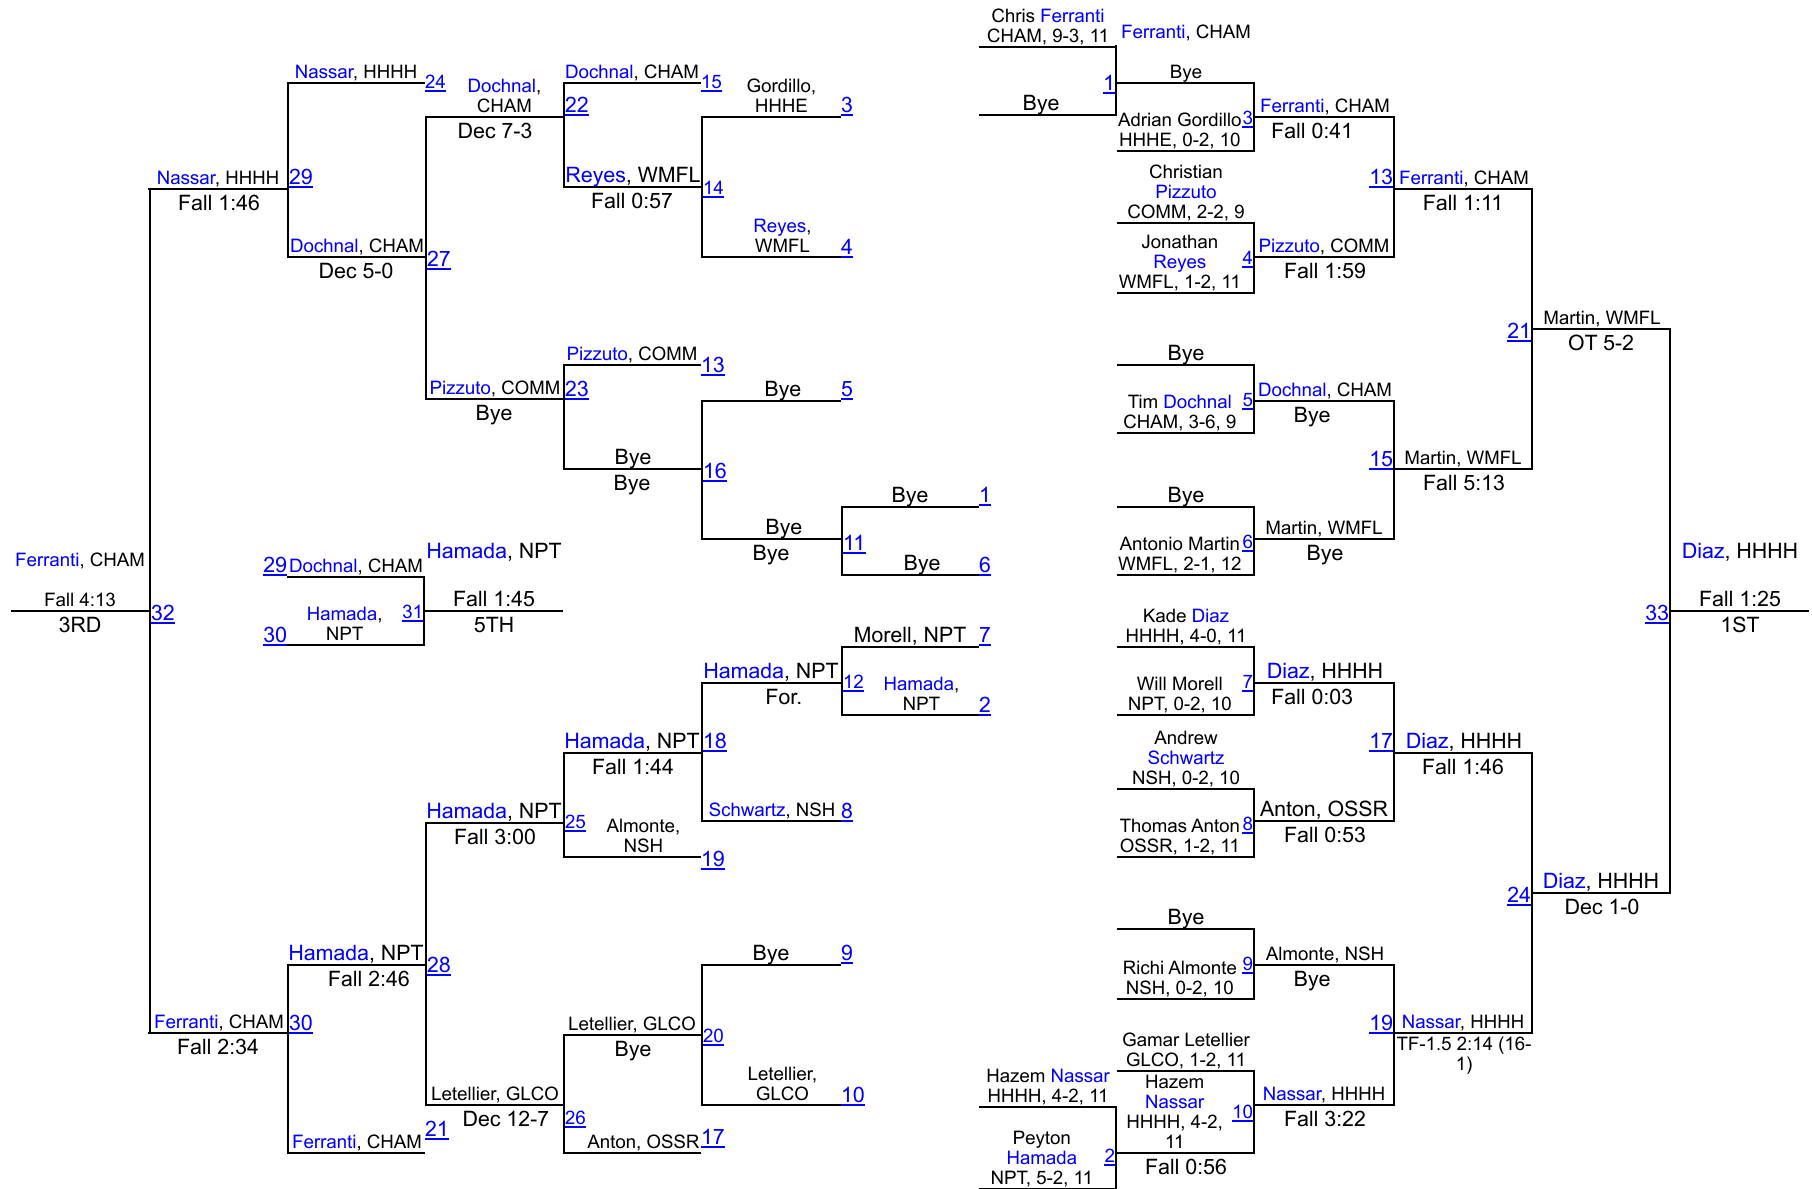 Chris Ferranti
CHAM, 9-3, 11
Ferranti, CHAM
1
Bye
Bye
Adrian Gordillo
HHHE, 0-2, 10
3
Ferranti, CHAM
Fall 0:41
Christian
Pizzuto
COMM, 2-2, 9
Jonathan
Reyes
WMFL, 1-2, 11
4
Pizzuto, COMM
Fall 1:59
13
Ferranti, CHAM
Fall 1:11
Bye
Tim Dochnal
CHAM, 3-6, 9
5
Dochnal, CHAM
Bye
Bye
Antonio Martin
WMFL, 2-1, 12
6
Martin, WMFL
Bye
15
Martin, WMFL
Fall 5:13
21
Martin, WMFL
OT 5-2
Kade Diaz
HHHH, 4-0, 11
Will Morell
NPT, 0-2, 10
7
Diaz, HHHH
Fall 0:03
Andrew
Schwartz
NSH, 0-2, 10
Thomas Anton
OSSR, 1-2, 11
8
Anton, OSSR
Fall 0:53
17
Diaz, HHHH
Fall 1:46
Bye
Richi Almonte
NSH, 0-2, 10
9
Almonte, NSH
Bye
Gamar Letellier
GLCO, 1-2, 11
Hazem Nassar
HHHH, 4-2, 11
Peyton
Hamada
NPT, 5-2, 11
2
Hazem
Nassar
HHHH, 4-2,
11
Fall 0:56
10
Nassar, HHHH
Fall 3:22
19
Nassar, HHHH
TF-1.5 2:14 (16-
1)
24
Diaz, HHHH
Dec 1-0
33
Diaz, HHHH
Fall 1:25
1ST
Nassar, HHHH
24
Dochnal,
CHAM
Dec 7-3
Dochnal, CHAM
15
22
Gordillo,
HHHE
3
Reyes, WMFL
Fall 0:57
14
Reyes,
WMFL
4
Nassar, HHHH
Fall 1:46
29
Dochnal, CHAM
Dec 5-0
27
Pizzuto, COMM
13
Pizzuto, COMM
Bye
23
Bye
5
Bye
Bye
16
Bye
1
Bye
Bye
11
Bye
6
Ferranti, CHAM
Fall 4:13
3RD
32
29
Dochnal, CHAM
Hamada,
NPT
30
31
Hamada, NPT
Fall 1:45
5TH
Morell, NPT
7
Hamada, NPT
For.
12
Hamada,
NPT
2
Hamada, NPT
Fall 1:44
18
Schwartz, NSH
8
Hamada, NPT
Fall 3:00
25
Almonte,
NSH
19
Hamada, NPT
Fall 2:46
28
Bye
9
Ferranti, CHAM
Fall 2:34
30
Letellier, GLCO
Bye
20
Letellier,
GLCO
10
Letellier, GLCO
Dec 12-7
26
Ferranti, CHAM
21
Anton, OSSR
17